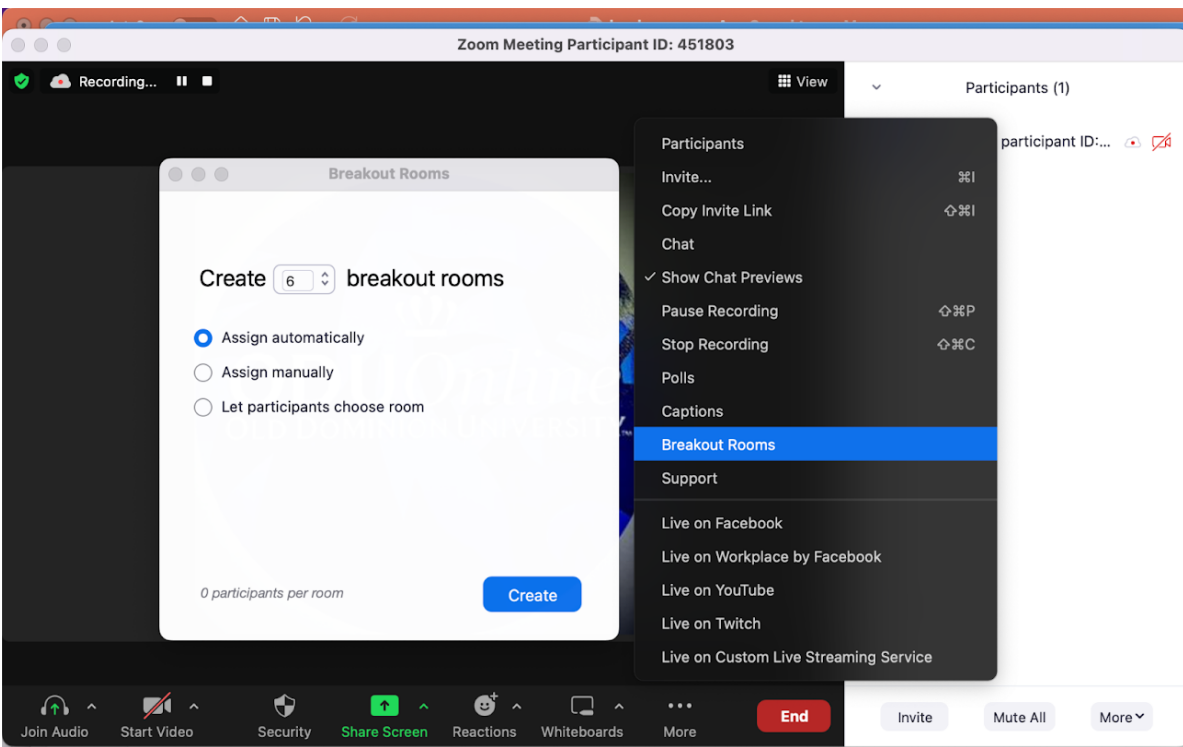 Zoom Meeting Participant ID: 451803
Recording...
View
Participants (1)
participant ID:...
Breakout Rooms
Create 6 breakout rooms
Assign automatically
Assign manually
Let participants choose room
OLD DOMINION UNIVERSITY
0 participants per room
Create
Participants
Invite... ⌘I
Copy Invite Link ⇧⌘I
Chat
✓ Show Chat Previews
Pause Recording ⇧⌘P
Stop Recording ⇧⌘C
Polls
Captions
Breakout Rooms
Support
Live on Facebook
Live on Workplace by Facebook
Live on YouTube
Live on Twitch
Live on Custom Live Streaming Service
Join Audio
Start Video
Security
Share Screen
Reactions
Whiteboards
More
End
Invite
Mute All
More